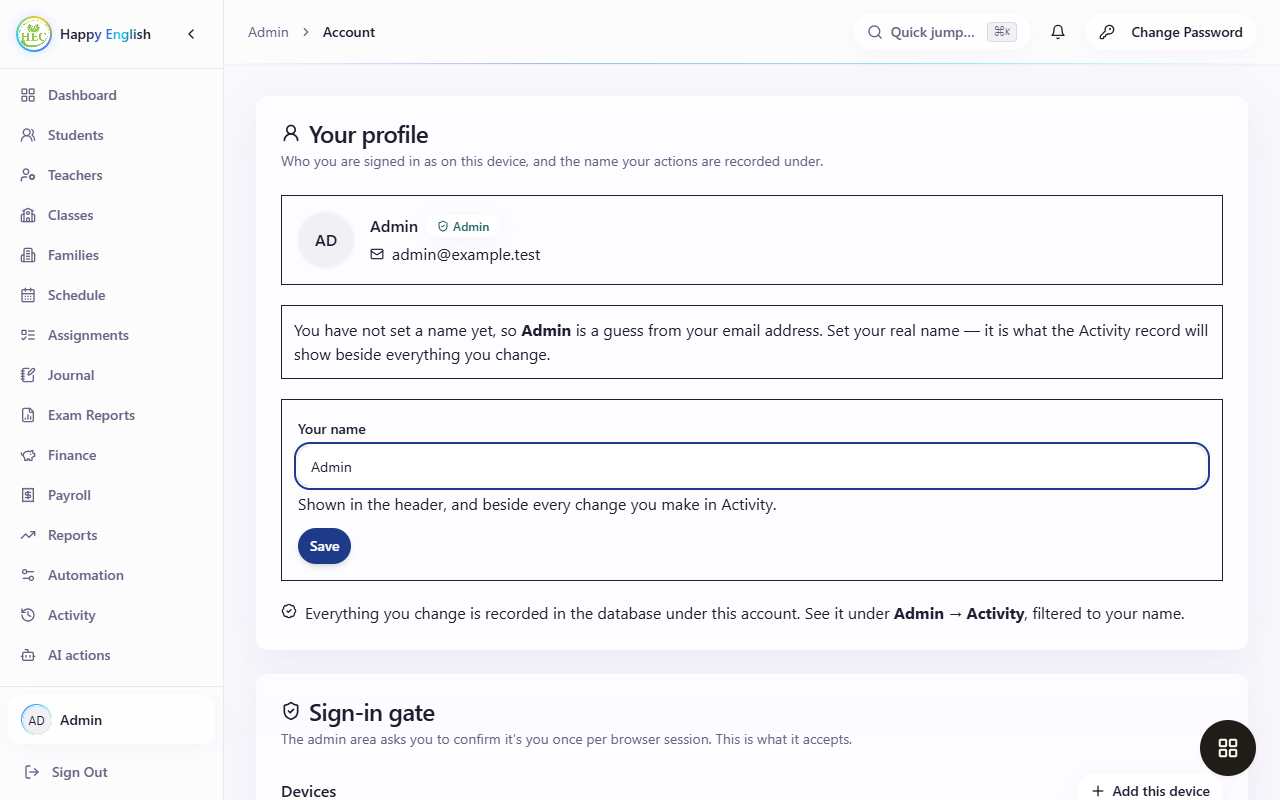 HEC
Happy English
Admin > Account
Quick jump... ⌘K
Change Password
Dashboard
Students
Teachers
Classes
Families
Schedule
Assignments
Journal
Exam Reports
Finance
Payroll
Reports
Automation
Activity
AI actions
AD Admin
Sign Out
Your profile
Who you are signed in as on this device, and the name your actions are recorded under.
AD
Admin Admin
admin@example.test
You have not set a name yet, so Admin is a guess from your email address. Set your real name — it is what the Activity record will
show beside everything you change.
Your name
Admin
Shown in the header, and beside every change you make in Activity.
Save
Everything you change is recorded in the database under this account. See it under Admin → Activity, filtered to your name.
Sign-in gate
The admin area asks you to confirm it's you once per browser session. This is what it accepts.
Devices
Add this device